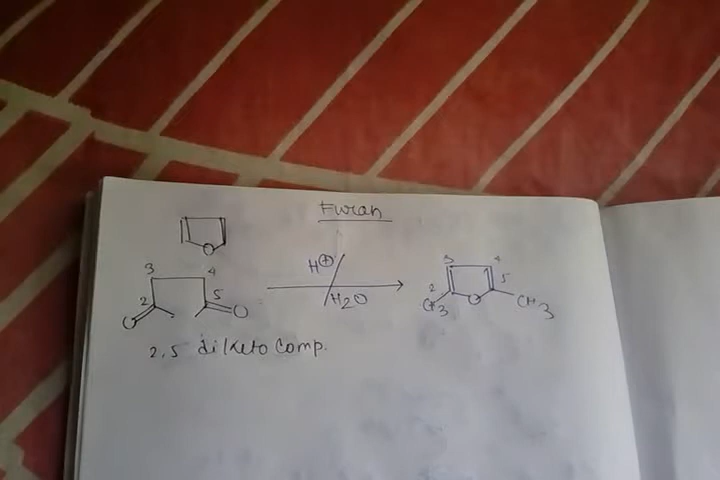 Furan
O
3 4
2 5
O O
H⊕
H2O
3 4
2 5
CH3 O CH3
2,5 diketo Comp.